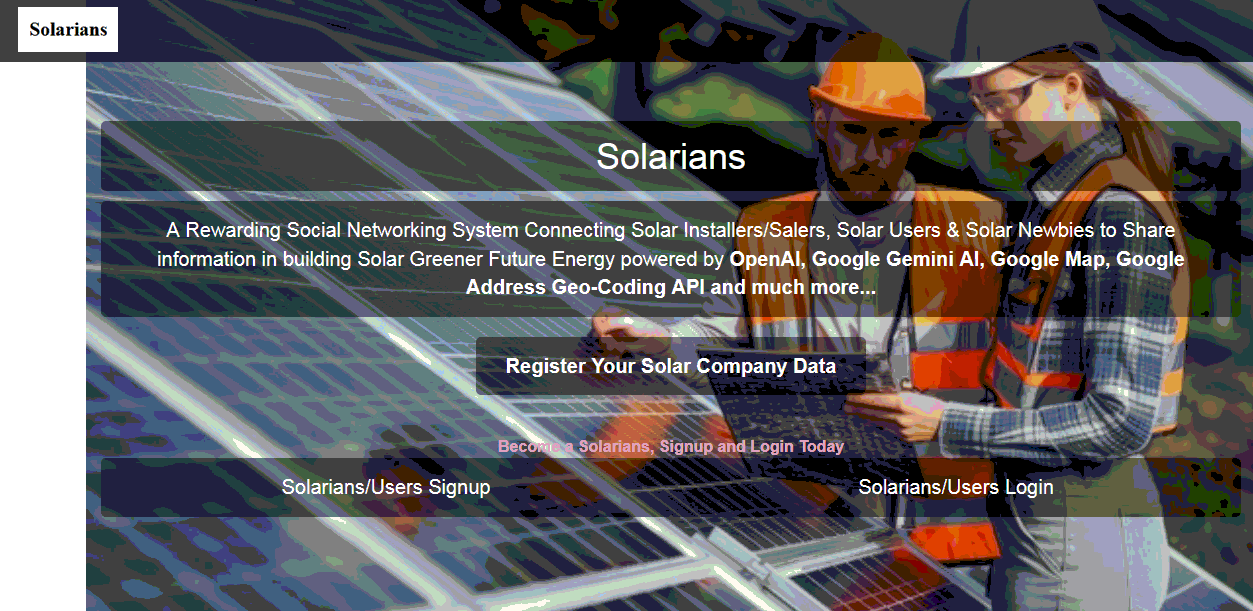 Solarians
Solarians
A Rewarding Social Networking System Connecting Solar Installers/Salers, Solar Users & Solar Newbies to Share
information in building Solar Greener Future Energy powered by OpenAI, Google Gemini AI, Google Map, Google
Address Geo-Coding API and much more...
Register Your Solar Company Data
Become a Solarians, Signup and Login Today
Solarians/Users Signup Solarians/Users Login